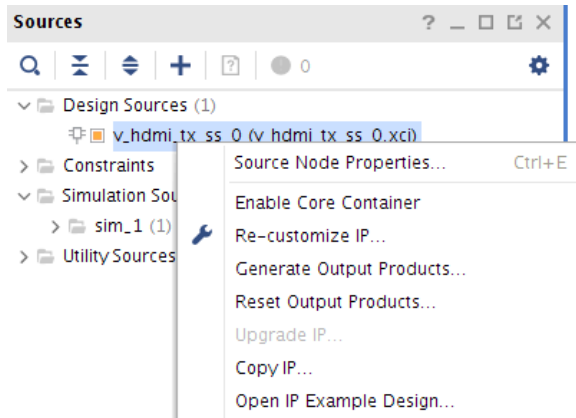 Sources
? _
0
Design Sources (1)
v_hdmi_tx_ss_0 (v_hdmi_tx_ss_0.xci)
Source Node Properties... Ctrl+E
Constraints
Enable Core Container
Simulation Sou
Re-customize IP...
sim_1 (1)
Utility Sources
Generate Output Products...
Reset Output Products...
Upgrade IP...
Copy IP...
Open IP Example Design...